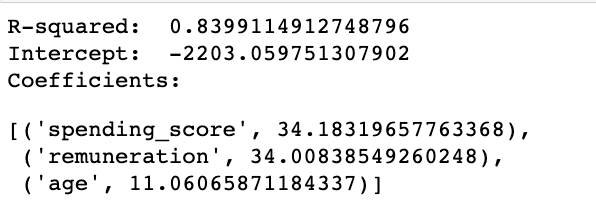 R-squared:  0.8399114912748796
Intercept:  -2203.059751307902
Coefficients:
[('spending_score', 34.18319657763368),
 ('remuneration', 34.00838549260248),
 ('age', 11.06065871184337)]